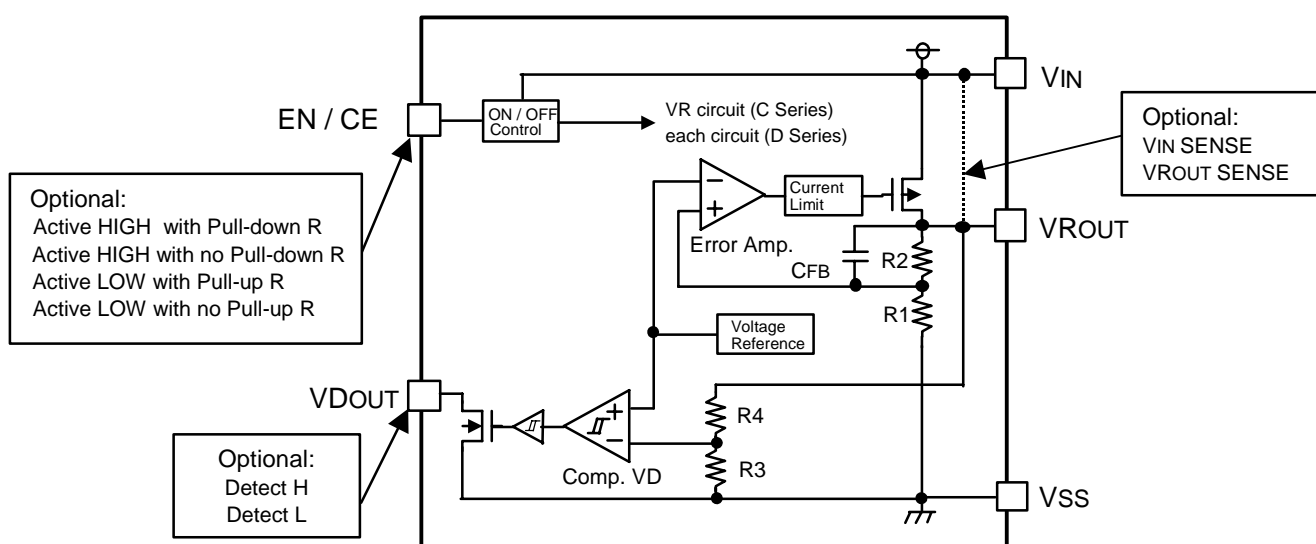 VIN
EN / CE
ON / OFF
Control
VR circuit (C Series)
each circuit (D Series)
Optional:
VIN SENSE
VROUT SENSE
Optional:
Active HIGH with Pull-down R
Active HIGH with no Pull-down R
Active LOW with Pull-up R
Active LOW with no Pull-up R
−
+
Error Amp.
Current
Limit
VROUT
CFB
R2
R1
Voltage
Reference
VDOUT
+
−
Comp. VD
R4
R3
Optional:
Detect H
Detect L
VSS